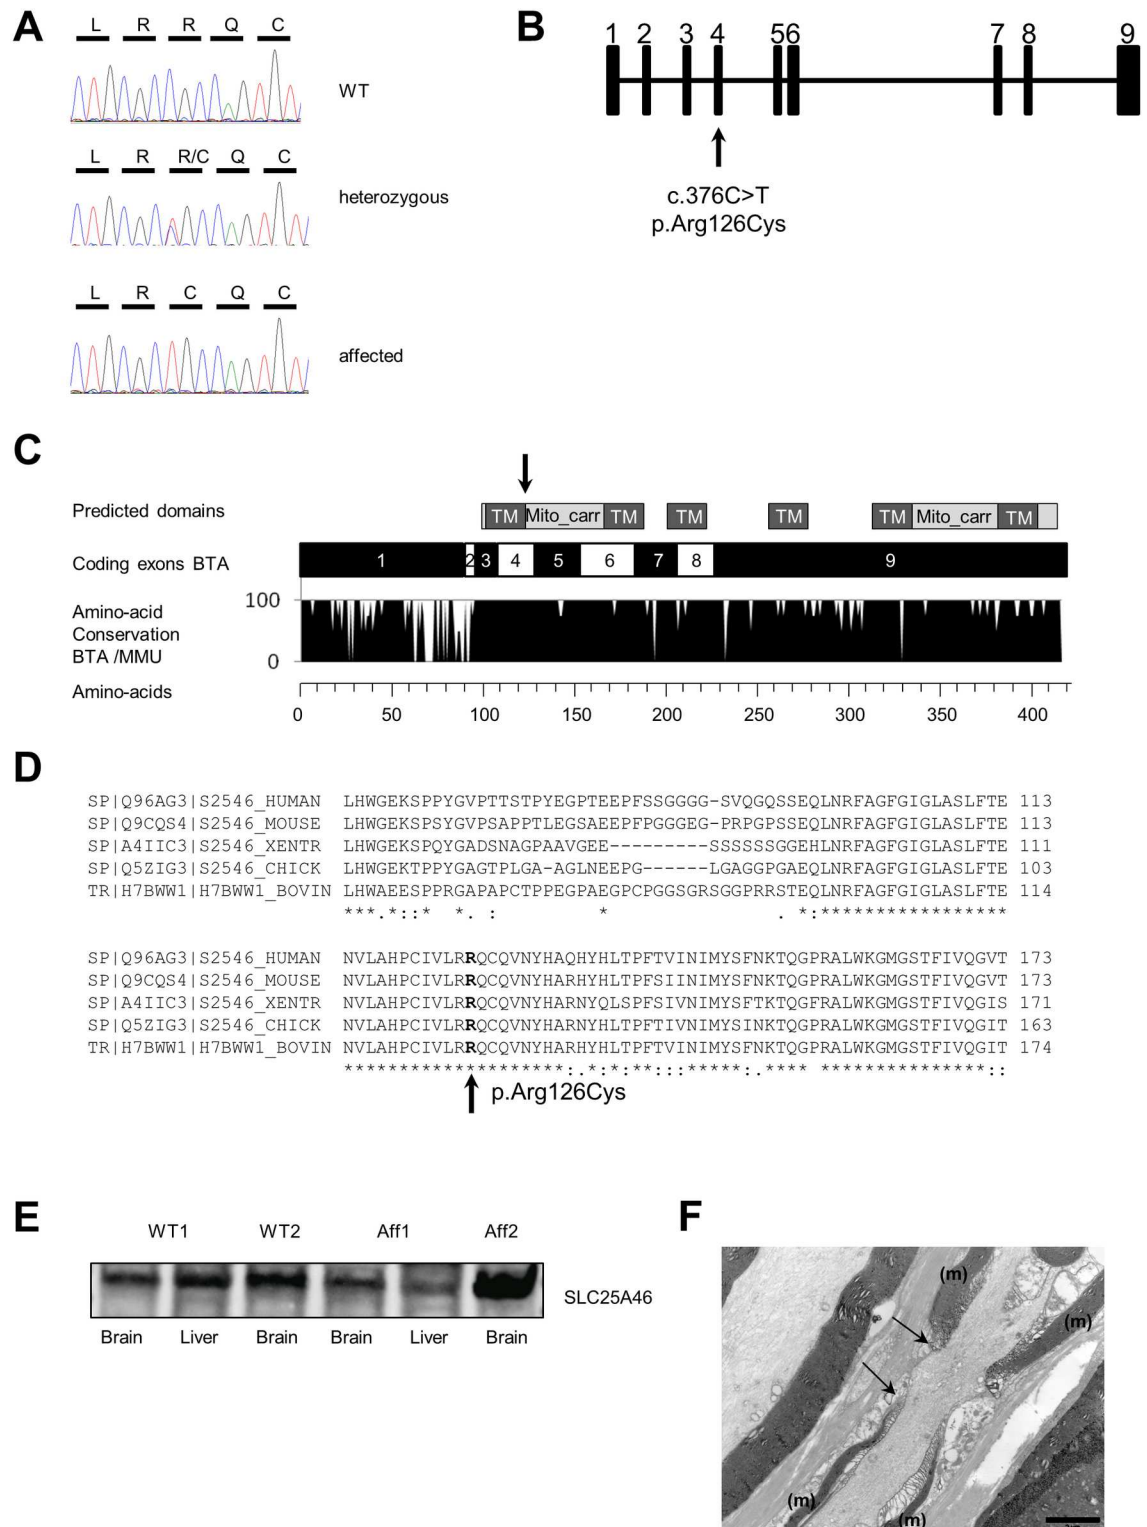 A
L R R Q C
WT
L R R/C Q C
heterozygous
L R C Q C
affected
B
1 2 3 4 5 6 7 8 9
c.376C>T
p.Arg126Cys
C
Predicted domains
TM Mito_carr TM TM TM TM Mito_carr TM
Coding exons BTA
1 2 3 4 5 6 7 8 9
Amino-acid
Conservation
BTA /MMU
100
0
Amino-acids
0 50 100 150 200 250 300 350 400
D
SP|Q96AG3|S2546_HUMAN LHWGEKSPPYGVPTTSTPYEGPTEEPFSSGGGG-SVQGQSSEQLNRFAGFGIGLASLFTE 113
SP|Q9CQS4|S2546_MOUSE LHWGEKSPSYGVPSAPPTLEGSAEEPFPGGGEG-PRPGPSSEQLNRFAGFGIGLASLFTE 113
SP|A4IIC3|S2546_XENTR LHWGEKSPQYGADSNAGPAAVGEE---------SSSSSSSGGEHLNRFAGFGIGLASLFTE 111
SP|Q5ZIG3|S2546_CHICK LHWGEKTPPYGAGTPLGA-AGLNEEPG------LGAGGPGAEQLNRFAGFGIGLASLFTE 103
TR|H7BWW1|H7BWW1_BOVIN LHWAEESPPRGAPAPCTPPEGPAEGPCPGGSGRSGGPRRSTEQLNRFAGFGIGLASLFTE 114
***.*::* *. : * . *:*****************
SP|Q96AG3|S2546_HUMAN NVLAHPCIVLRRQCQVNYHAQHYHLTPFTVINIMYSFNKTQGPRALWKGMGSTFIVQGVT 173
SP|Q9CQS4|S2546_MOUSE NVLAHPCIVLRRQCQVNYHARHYHLTPFSIINIMYSFNKTQGPRALWKGMGSTFIVQGVT 173
SP|A4IIC3|S2546_XENTR NVLAHPCIVLRRQCQVNYHARNYQLSPFSIVNIMYSFTKTQGFRALWKGMGSTFIVQGIS 171
SP|Q5ZIG3|S2546_CHICK NVLAHPCIVLRRQCQVNYHARNYHLTPFTIVNIMYSINKTQGPRALWKGMGSTFIVQGIT 163
TR|H7BWW1|H7BWW1_BOVIN NVLAHPCIVLRRQCQVNYHARHYHLTPFTVINIMYSFNKTQGPRALWKGMGSTFIVQGIT 174
********************:.*:*:**:::*****:.**** ****************::
p.Arg126Cys
E
WT1 WT2 Aff1 Aff2
SLC25A46
Brain Liver Brain Brain Liver Brain
F
(m)
(m)
(m)
(m)